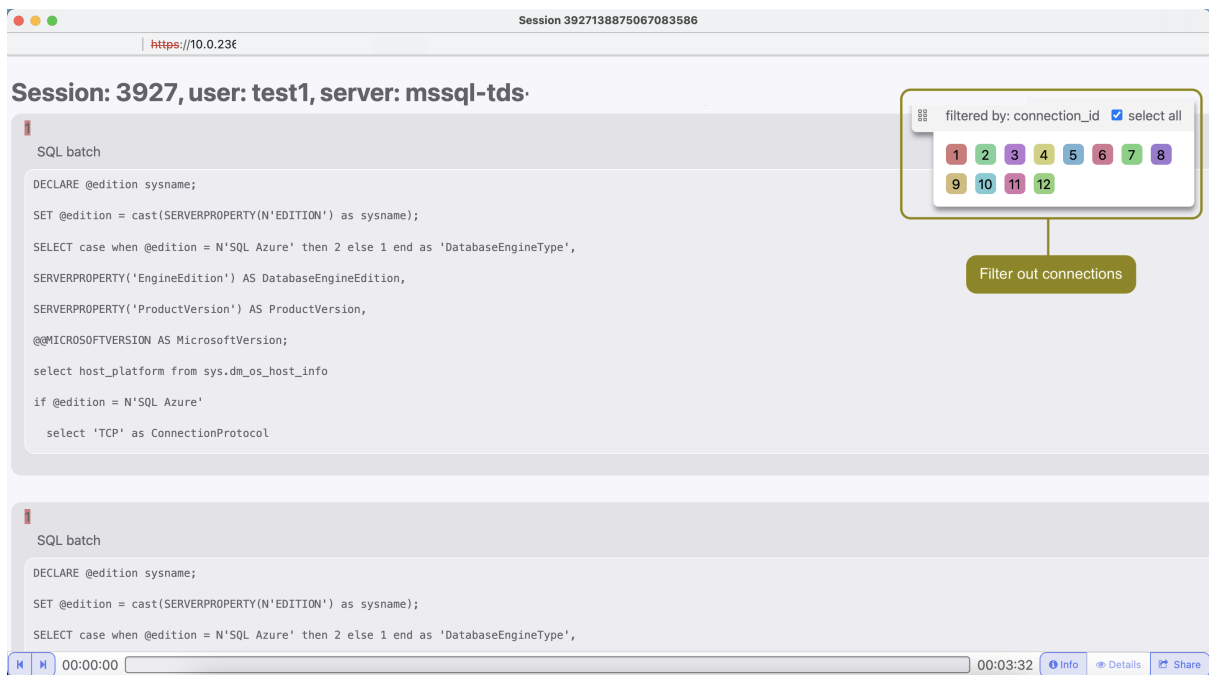 Session 3927138875067083586
https://10.0.236
Session: 3927, user: test1, server: mssql-tds
filtered by: connection_id select all
1 2 3 4 5 6 7 8
9 10 11 12
Filter out connections
1
SQL batch
DECLARE @edition sysname;
SET @edition = cast(SERVERPROPERTY(N'EDITION') as sysname);
SELECT case when @edition = N'SQL Azure' then 2 else 1 end as 'DatabaseEngineType',
SERVERPROPERTY('EngineEdition') AS DatabaseEngineEdition,
SERVERPROPERTY('ProductVersion') AS ProductVersion,
@@MICROSOFTVERSION AS MicrosoftVersion;
select host_platform from sys.dm_os_host_info
if @edition = N'SQL Azure'
select 'TCP' as ConnectionProtocol
1
SQL batch
DECLARE @edition sysname;
SET @edition = cast(SERVERPROPERTY(N'EDITION') as sysname);
SELECT case when @edition = N'SQL Azure' then 2 else 1 end as 'DatabaseEngineType',
00:00:00 00:03:32 Info Details Share